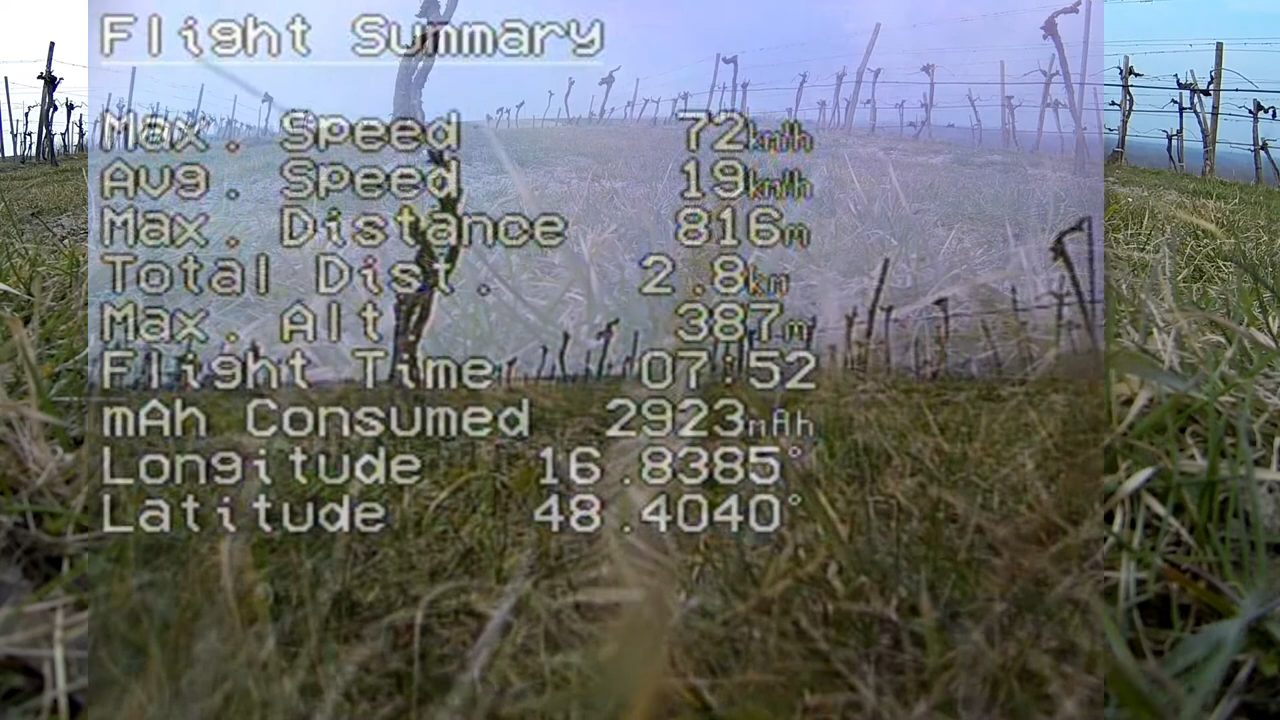 Flight Summary
Max. Speed 72km/h
Avg. Speed 19km/h
Max. Distance 816m
Total Dist. 2.8km
Max. Alt 387m
Flight Time 07:52
mAh Consumed 2923mAh
Longitude 16.8385°
Latitude 48.4040°